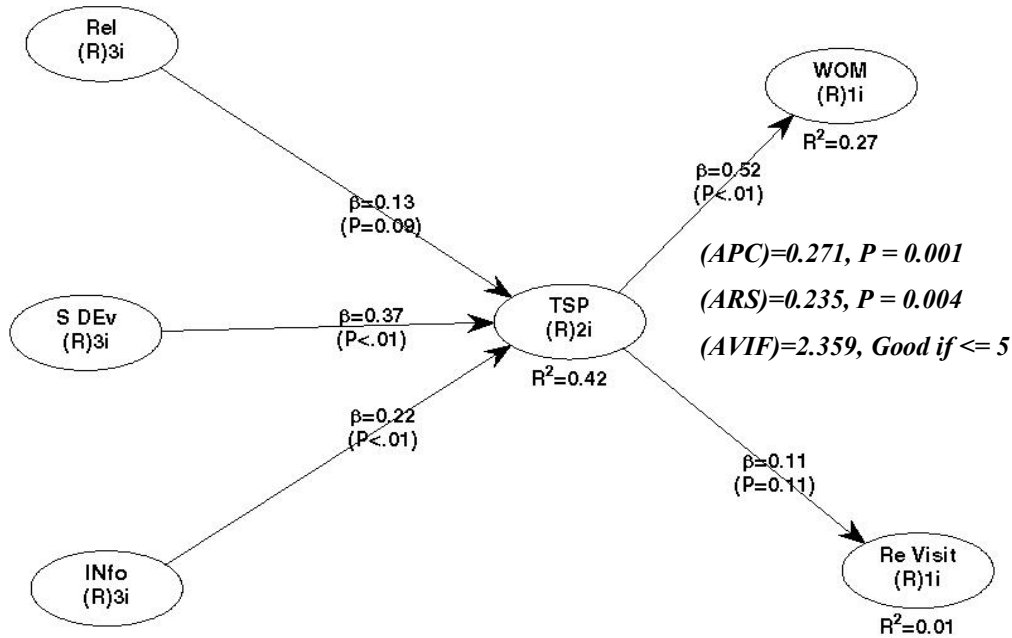 Rel
(R)3i
WOM
(R)1i
R²=0.27
β=0.52
(P<.01)
β=0.13
(P=0.09)
(APC)=0.271, P = 0.001
(ARS)=0.235, P = 0.004
(AVIF)=2.359, Good if <= 5
S DEv
(R)3i
β=0.37
(P<.01)
TSP
(R)2i
R²=0.42
β=0.22
(P<.01)
β=0.11
(P=0.11)
INfo
(R)3i
Re Visit
(R)1i
R²=0.01